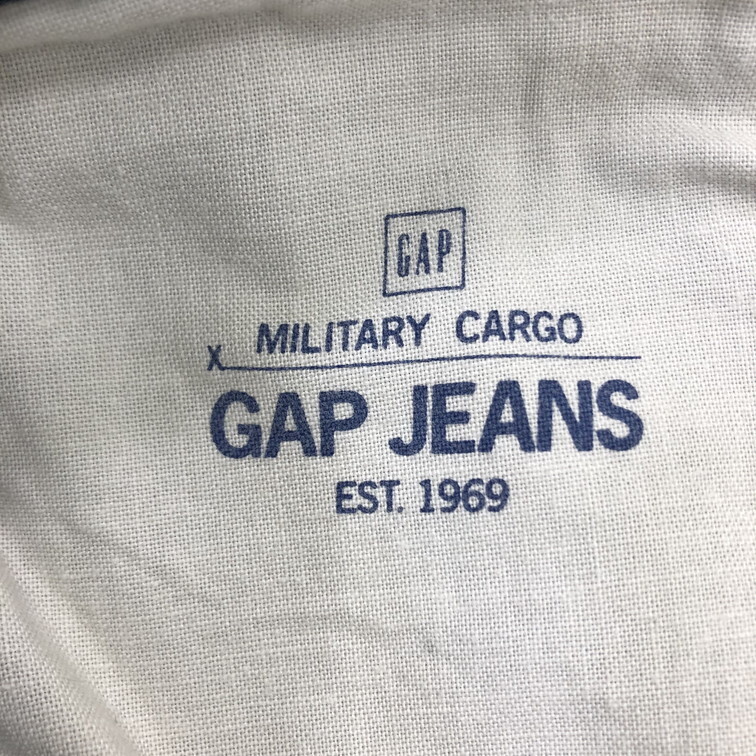 GAP
X MILITARY CARGO
GAP JEANS
EST. 1969